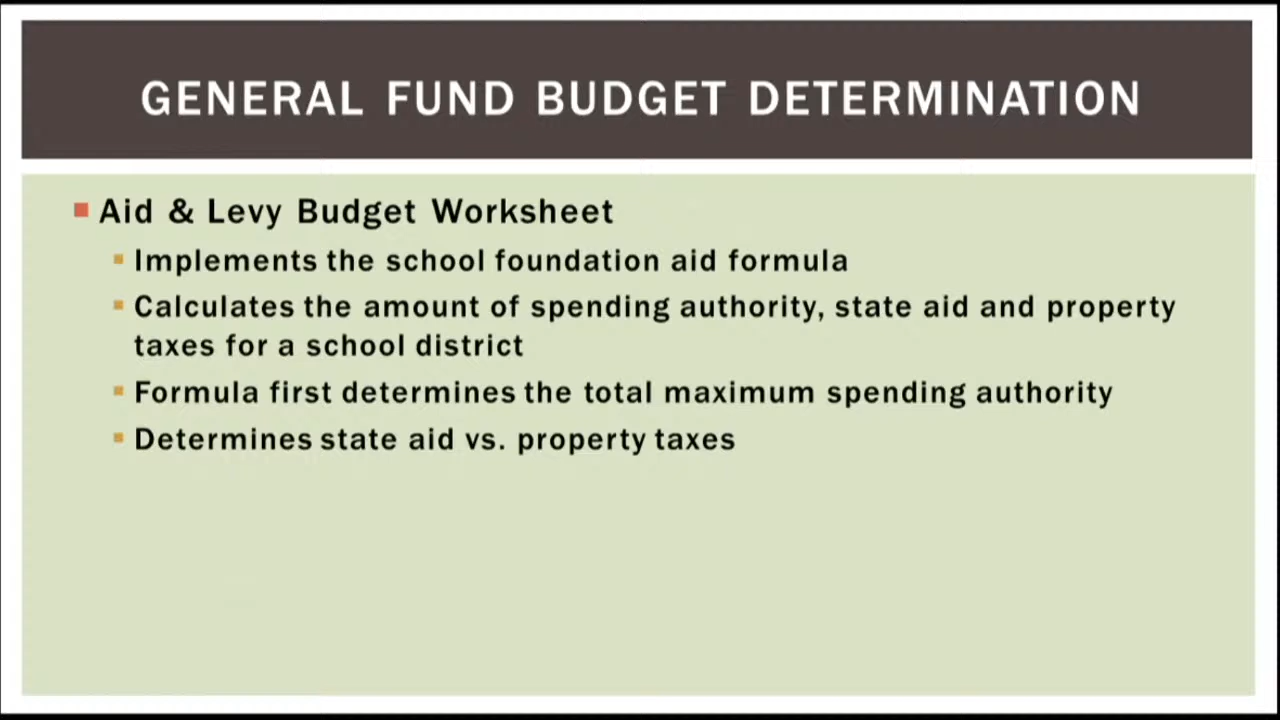 GENERAL FUND BUDGET DETERMINATION
Aid & Levy Budget Worksheet
Implements the school foundation aid formula
Calculates the amount of spending authority, state aid and property
taxes for a school district
Formula first determines the total maximum spending authority
Determines state aid vs. property taxes